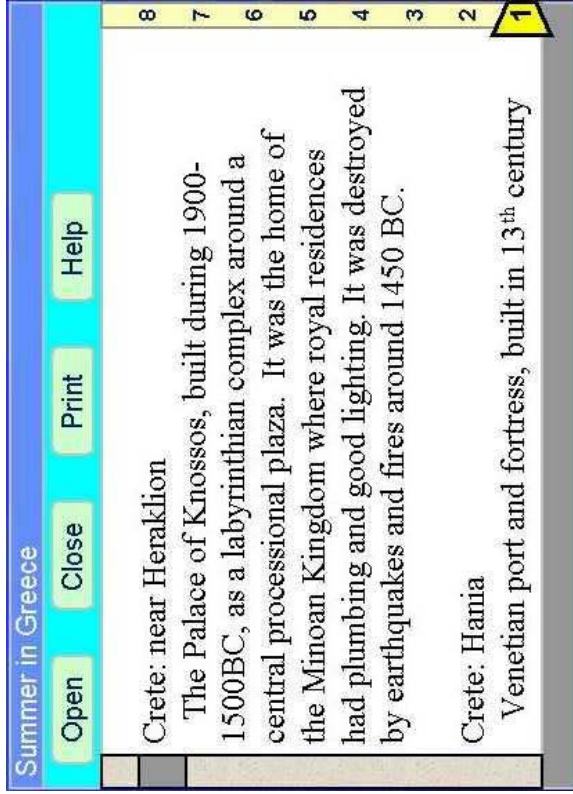 Summer in Greece
Open Close Print Help
Crete: near Heraklion
The Palace of Knossos, built during 1900-
1500BC, as a labyrinthian complex around a
central processional plaza. It was the home of
the Minoan Kingdom where royal residences
had plumbing and good lighting. It was destroyed
by earthquakes and fires around 1450 BC.
Crete: Hania
Venetian port and fortress, built in 13th century
8
7
6
5
4
3
2
1